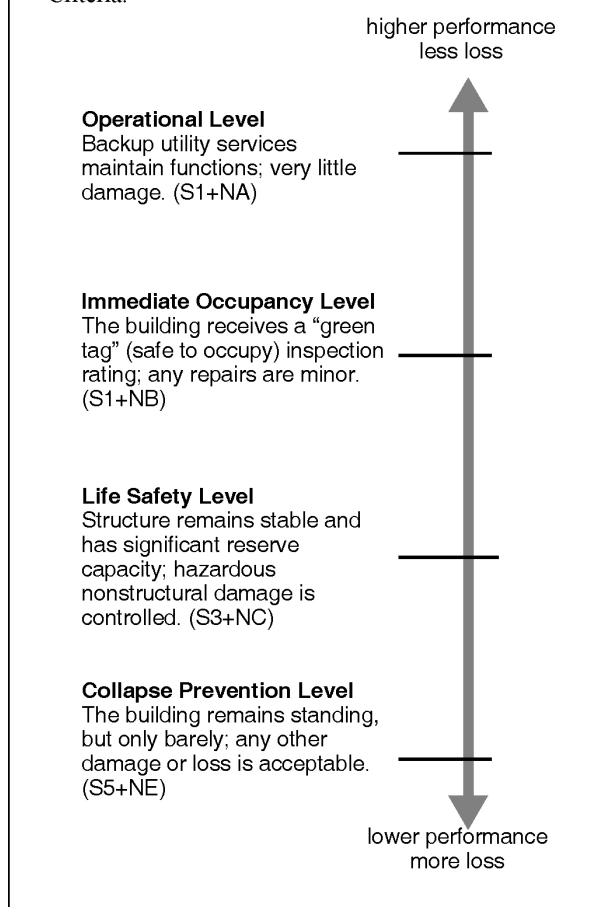 higher performance
less loss
Operational Level
Backup utility services
maintain functions; very little
damage. (S1+NA)
Immediate Occupancy Level
The building receives a “green
tag” (safe to occupy) inspection
rating; any repairs are minor.
(S1+NB)
Life Safety Level
Structure remains stable and
has significant reserve
capacity; hazardous
nonstructural damage is
controlled. (S3+NC)
Collapse Prevention Level
The building remains standing,
but only barely; any other
damage or loss is acceptable.
(S5+NE)
lower performance
more loss